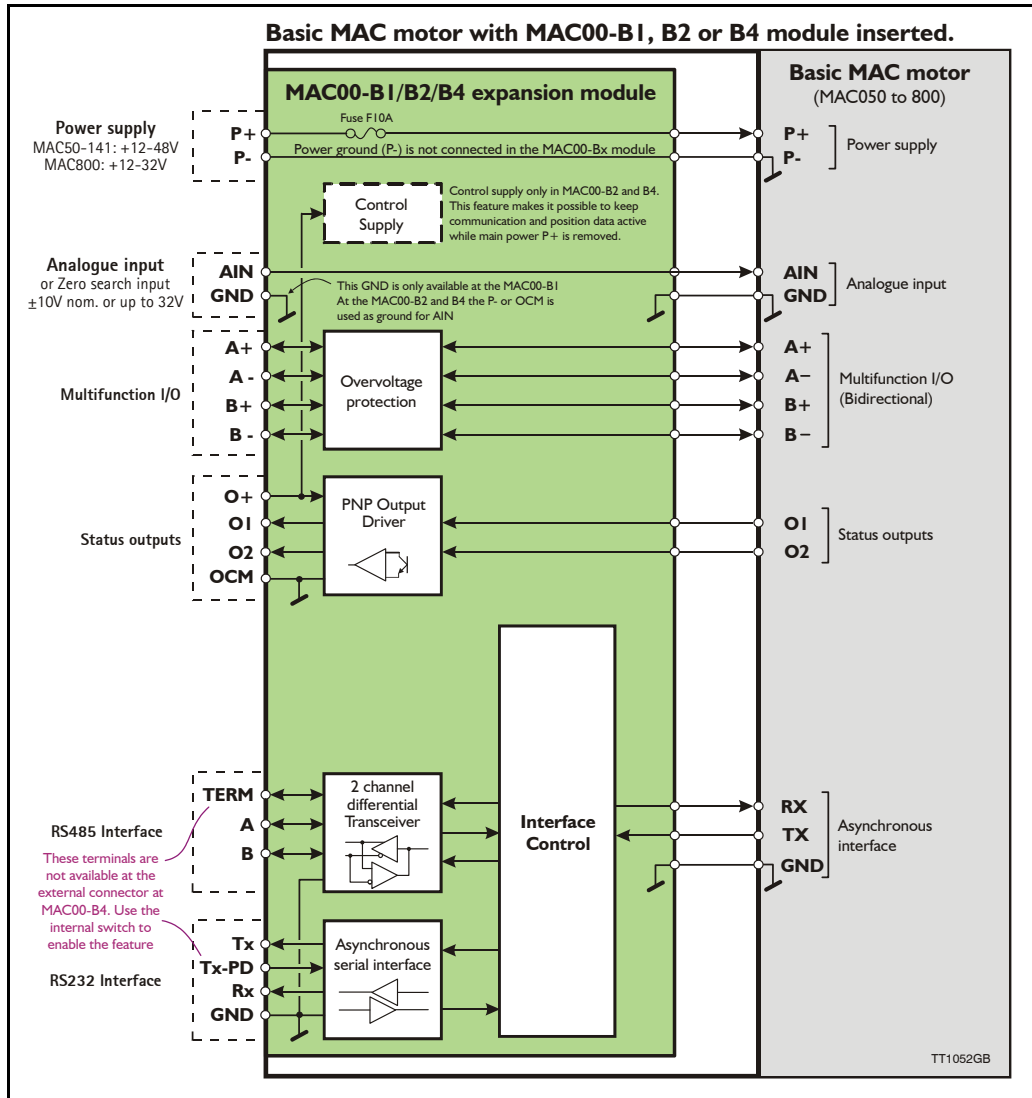 Basic MAC motor with MAC00-B1, B2 or B4 module inserted.
MAC00-B1/B2/B4 expansion module
Basic MAC motor
(MAC050 to 800)
Power supply
MAC50-141: +12-48V
MAC800: +12-32V
P+
P-
Fuse F10A
Power ground (P-) is not connected in the MAC00-Bx module
P+
P-
Power supply
Control
Supply
Control supply only in MAC00-B2 and B4.
This feature makes it possible to keep
communication and position data active
while main power P+ is removed.
Analogue input
or Zero search input
±10V nom. or up to 32V
AIN
GND
This GND is only available at the MAC00-B1
At the MAC00-B2 and B4 the P- or OCM is
used as ground for AIN
AIN
GND
Analogue input
Multifunction I/O
A+
A -
B+
B -
Overvoltage
protection
A+
A−
B+
B−
Multifunction I/O
(Bidirectional)
Status outputs
O+
O1
O2
OCM
PNP Output
Driver
O1
O2
Status outputs
RS485 Interface
TERM
A
B
2 channel
differential
Transceiver
Interface
Control
RX
TX
GND
Asynchronous
interface
These terminals are
not available at the
external connector at
MAC00-B4. Use the
internal switch to
enable the feature
RS232 Interface
Tx
Tx-PD
Rx
GND
Asynchronous
serial interface
TT1052GB